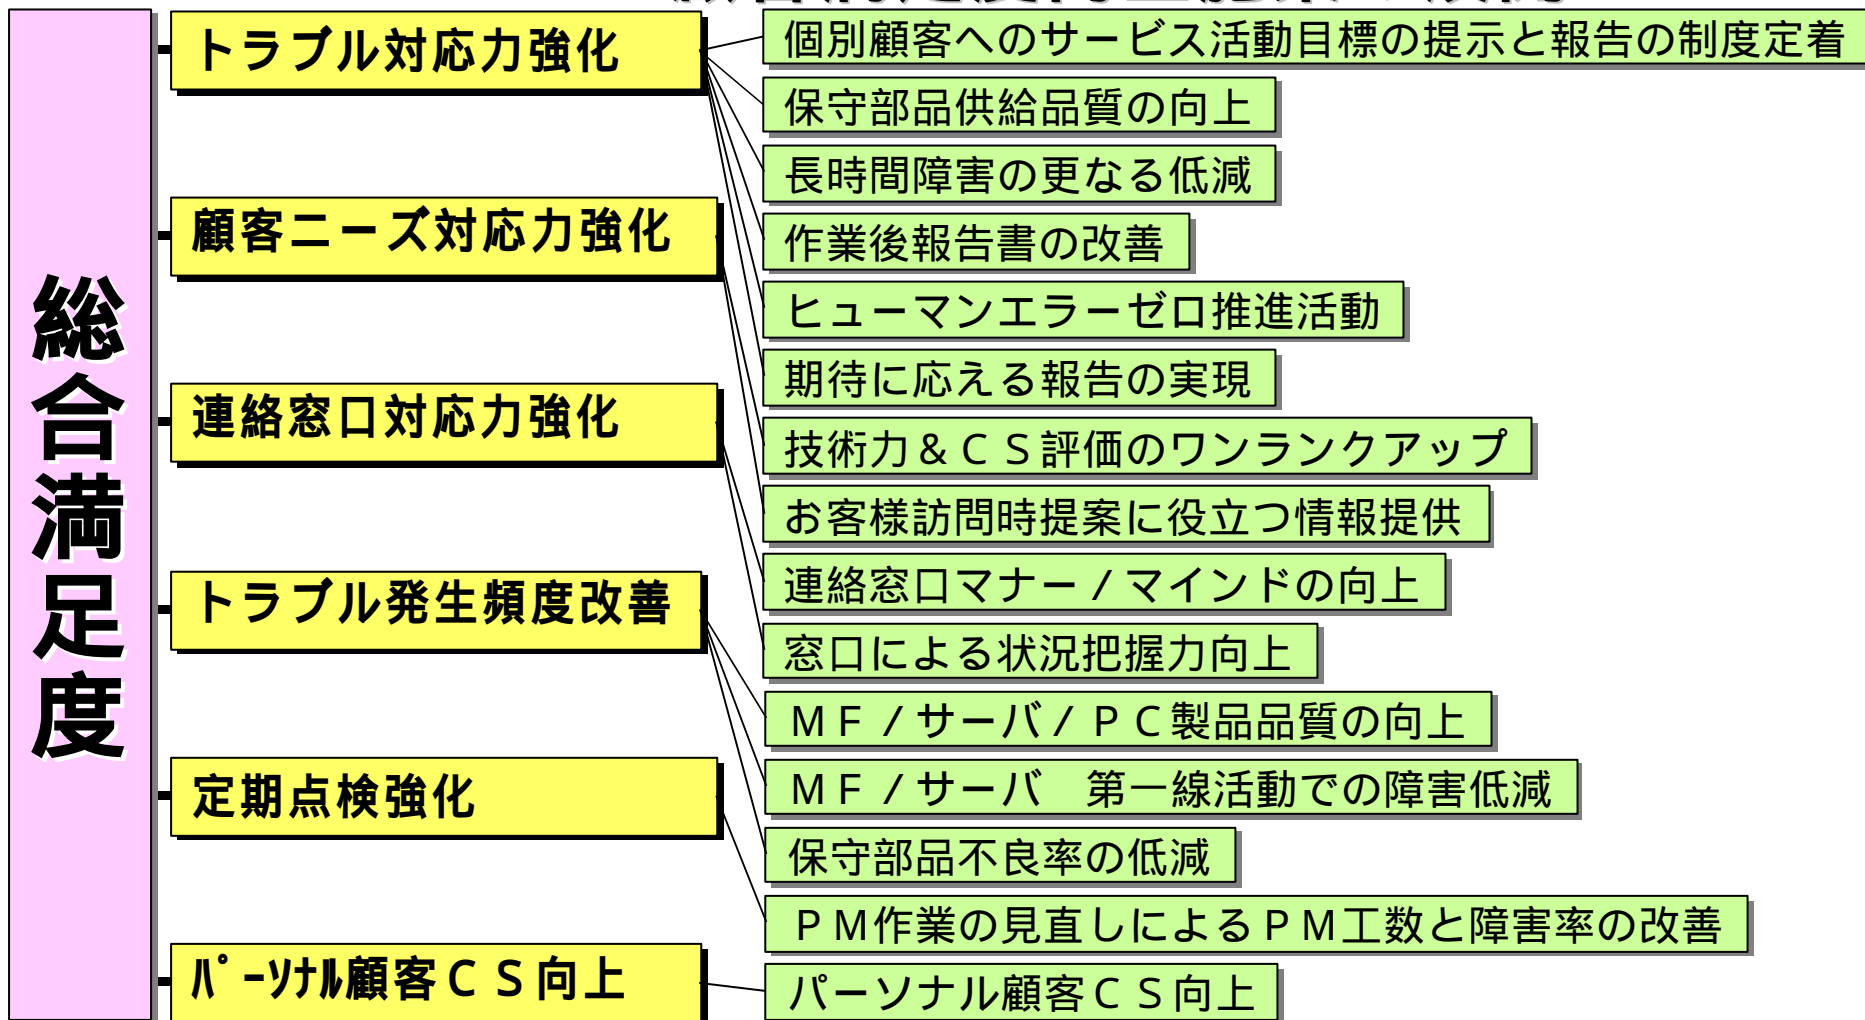 総合満足度
トラブル対応力強化
顧客ニーズ対応力強化
連絡窓口対応力強化
トラブル発生頻度改善
定期点検強化
パーソナル顧客ＣＳ向上
個別顧客へのサービス活動目標の提示と報告の制度定着
保守部品供給品質の向上
長時間障害の更なる低減
作業後報告書の改善
ヒューマンエラーゼロ推進活動
期待に応える報告の実現
技術力＆ＣＳ評価のワンランクアップ
お客様訪問時提案に役立つ情報提供
連絡窓口マナー／マインドの向上
窓口による状況把握力向上
ＭＦ／サーバ／ＰＣ製品品質の向上
ＭＦ／サーバ　第一線活動での障害低減
保守部品不良率の低減
ＰＭ作業の見直しによるＰＭ工数と障害率の改善
パーソナル顧客ＣＳ向上